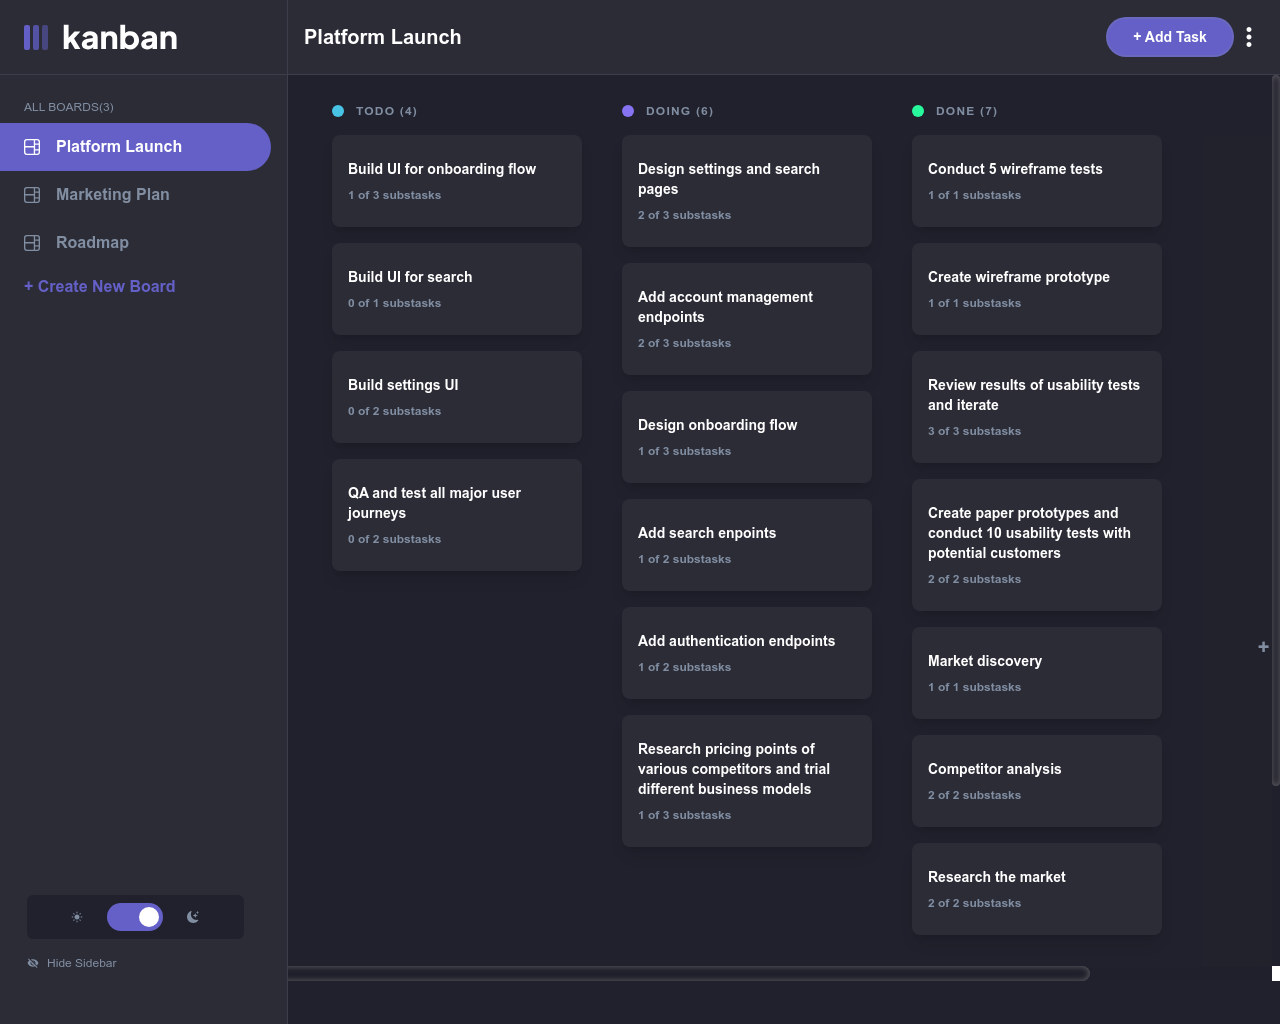 kanban
Platform Launch
+ Add Task
ALL BOARDS(3)
Platform Launch
Marketing Plan
Roadmap
+ Create New Board
TODO (4)
Build UI for onboarding flow
1 of 3 substasks
Build UI for search
0 of 1 substasks
Build settings UI
0 of 2 substasks
QA and test all major user
journeys
0 of 2 substasks
DOING (6)
Design settings and search
pages
2 of 3 substasks
Add account management
endpoints
2 of 3 substasks
Design onboarding flow
1 of 3 substasks
Add search enpoints
1 of 2 substasks
Add authentication endpoints
1 of 2 substasks
Research pricing points of
various competitors and trial
different business models
1 of 3 substasks
DONE (7)
Conduct 5 wireframe tests
1 of 1 substasks
Create wireframe prototype
1 of 1 substasks
Review results of usability tests
and iterate
3 of 3 substasks
Create paper prototypes and
conduct 10 usability tests with
potential customers
2 of 2 substasks
Market discovery
1 of 1 substasks
Competitor analysis
2 of 2 substasks
Research the market
2 of 2 substasks
+
Hide Sidebar